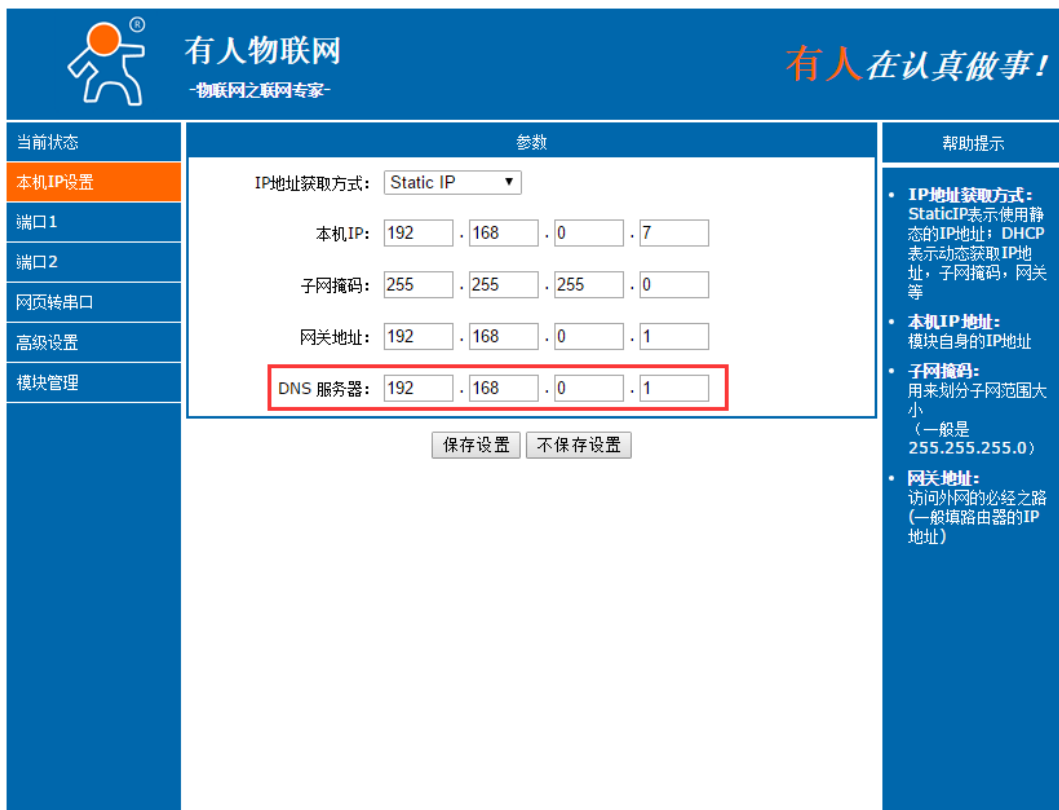 ®
有人物联网
-物联网之联网专家-
有人在认真做事!
当前状态
本机IP设置
端口1
端口2
网页转串口
高级设置
模块管理
参数
IP地址获取方式: Static IP ▼
本机IP: 192 . 168 . 0 . 7
子网掩码: 255 . 255 . 255 . 0
网关地址: 192 . 168 . 0 . 1
DNS 服务器: 192 . 168 . 0 . 1
保存设置 不保存设置
帮助提示
• IP地址获取方式:
StaticIP表示使用静
态的IP地址；DHCP
表示动态获取IP地
址，子网掩码，网关
等
• 本机IP地址:
模块自身的IP地址
• 子网掩码:
用来划分子网范围大
小
（一般是
255.255.255.0）
• 网关地址:
访问外网的必经之路
(一般填路由器的IP
地址)